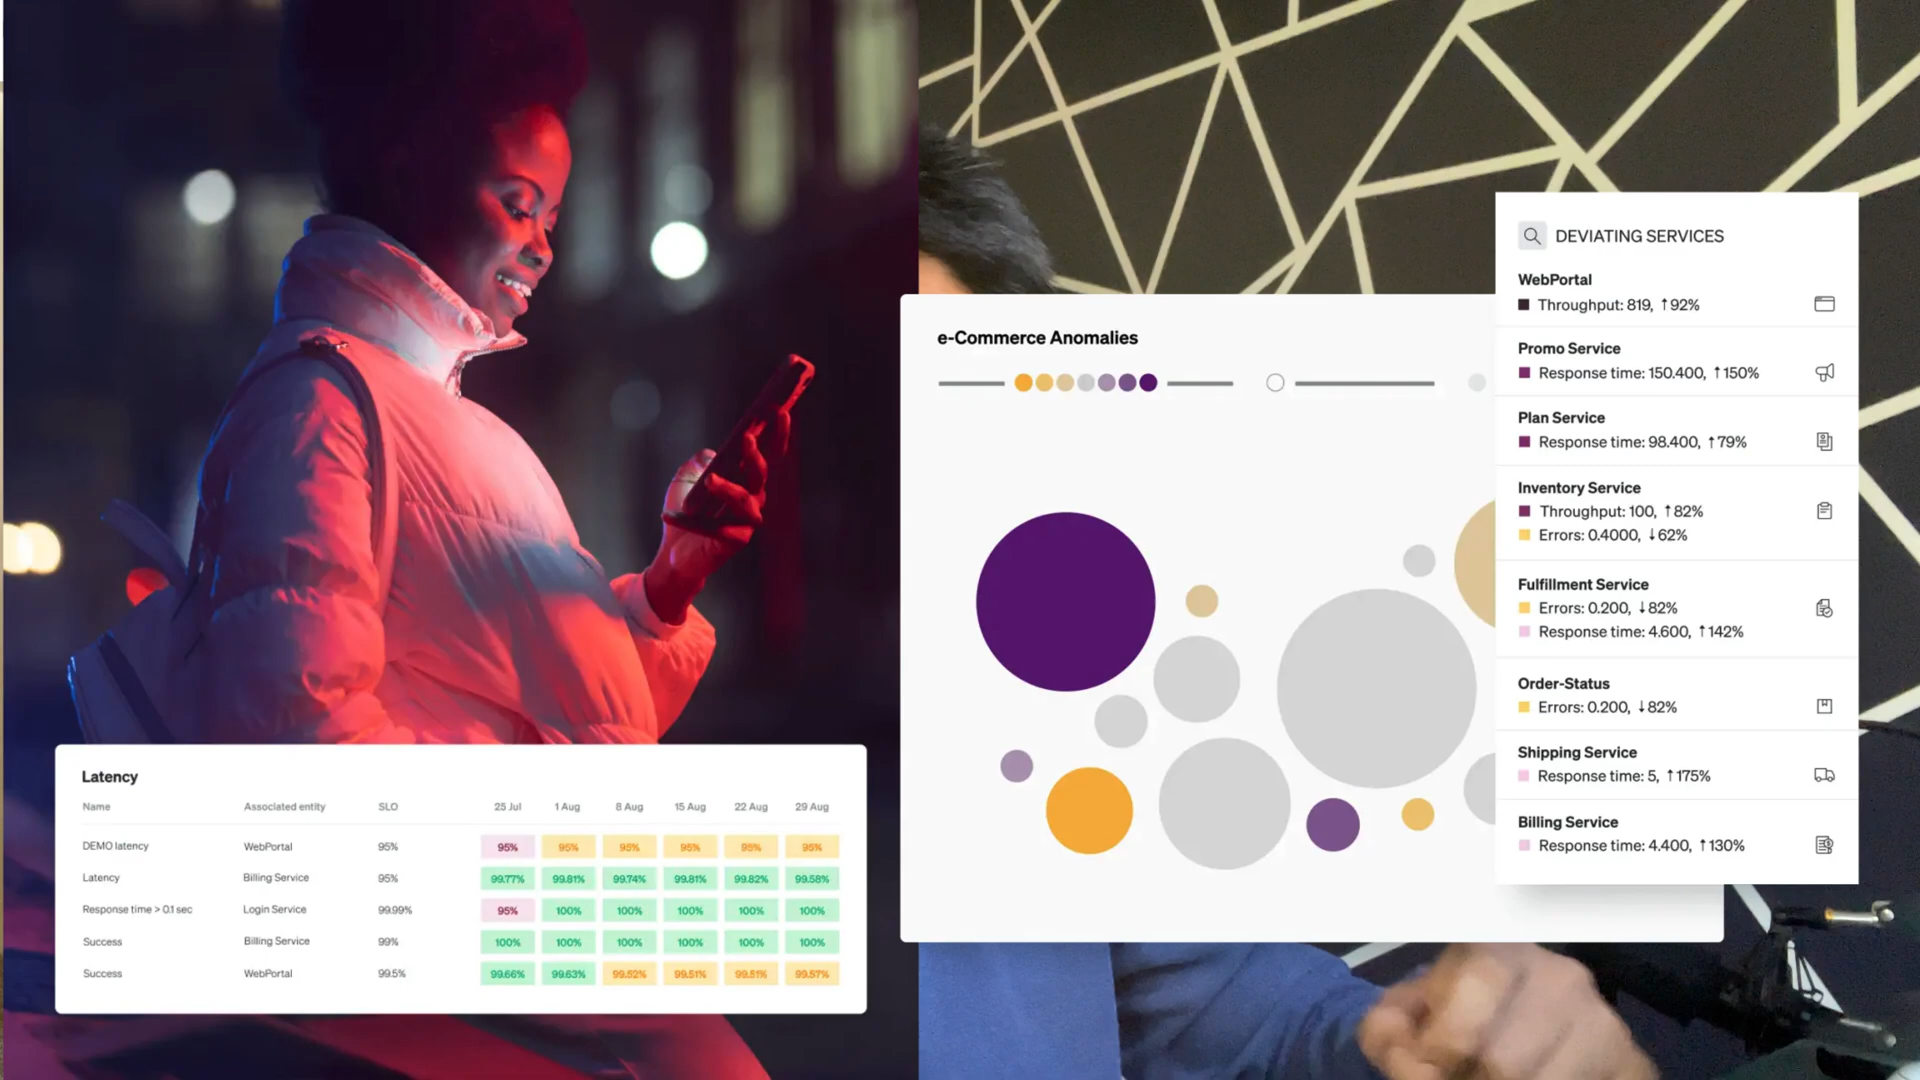 Latency
Name Associated entity SLO 25 Jul 1 Aug 8 Aug 15 Aug 22 Aug 29 Aug
DEMO latency WebPortal 95% 95% 95% 95% 95% 95% 95%
Latency Billing Service 95% 99.77% 99.81% 99.74% 99.81% 99.82% 99.58%
Response time > 0.1 sec Login Service 99.99% 95% 100% 100% 100% 100% 100%
Success Billing Service 99% 100% 100% 100% 100% 100% 100%
Success WebPortal 99.5% 99.66% 99.63% 99.52% 99.51% 99.51% 99.57%
e-Commerce Anomalies
DEVIATING SERVICES
WebPortal
Throughput: 819, ↑92%
Promo Service
Response time: 150.400, ↑150%
Plan Service
Response time: 98.400, ↑79%
Inventory Service
Throughput: 100, ↑82%
Errors: 0.4000, ↓62%
Fulfillment Service
Errors: 0.200, ↓82%
Response time: 4.600, ↑142%
Order-Status
Errors: 0.200, ↓82%
Shipping Service
Response time: 5, ↑175%
Billing Service
Response time: 4.400, ↑130%